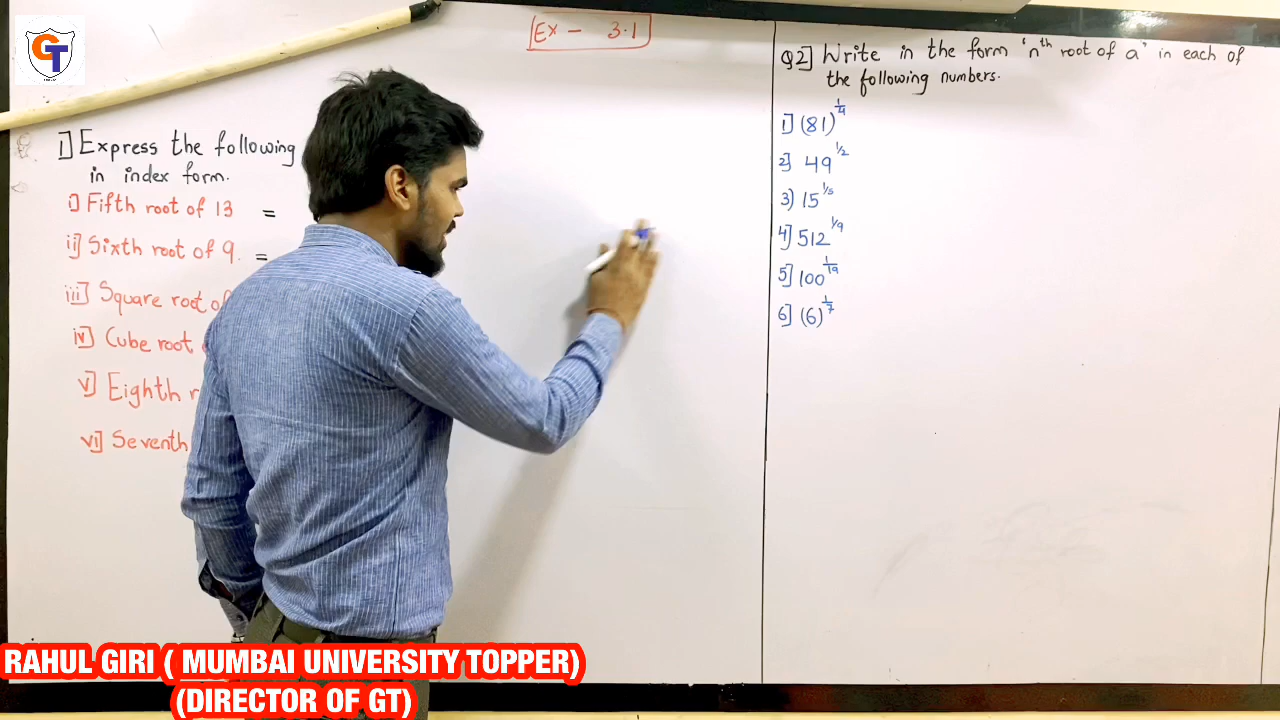 GT
Ex - 3.1
1] Express the following
in index form.
i) Fifth root of 13 =
ii] Sixth root of 9. =
iii] Square root of
iv] Cube root
v] Eighth
vi] Seventh
Q2] Write in the form 'nth root of a' in each of
the following numbers.
1] (81)^1/4
2] 49^1/2
3) 15^1/5
4] 512^1/9
5] 100^1/19
6] (6)^1/7
RAHUL GIRI ( MUMBAI UNIVERSITY TOPPER)
(DIRECTOR OF GT)